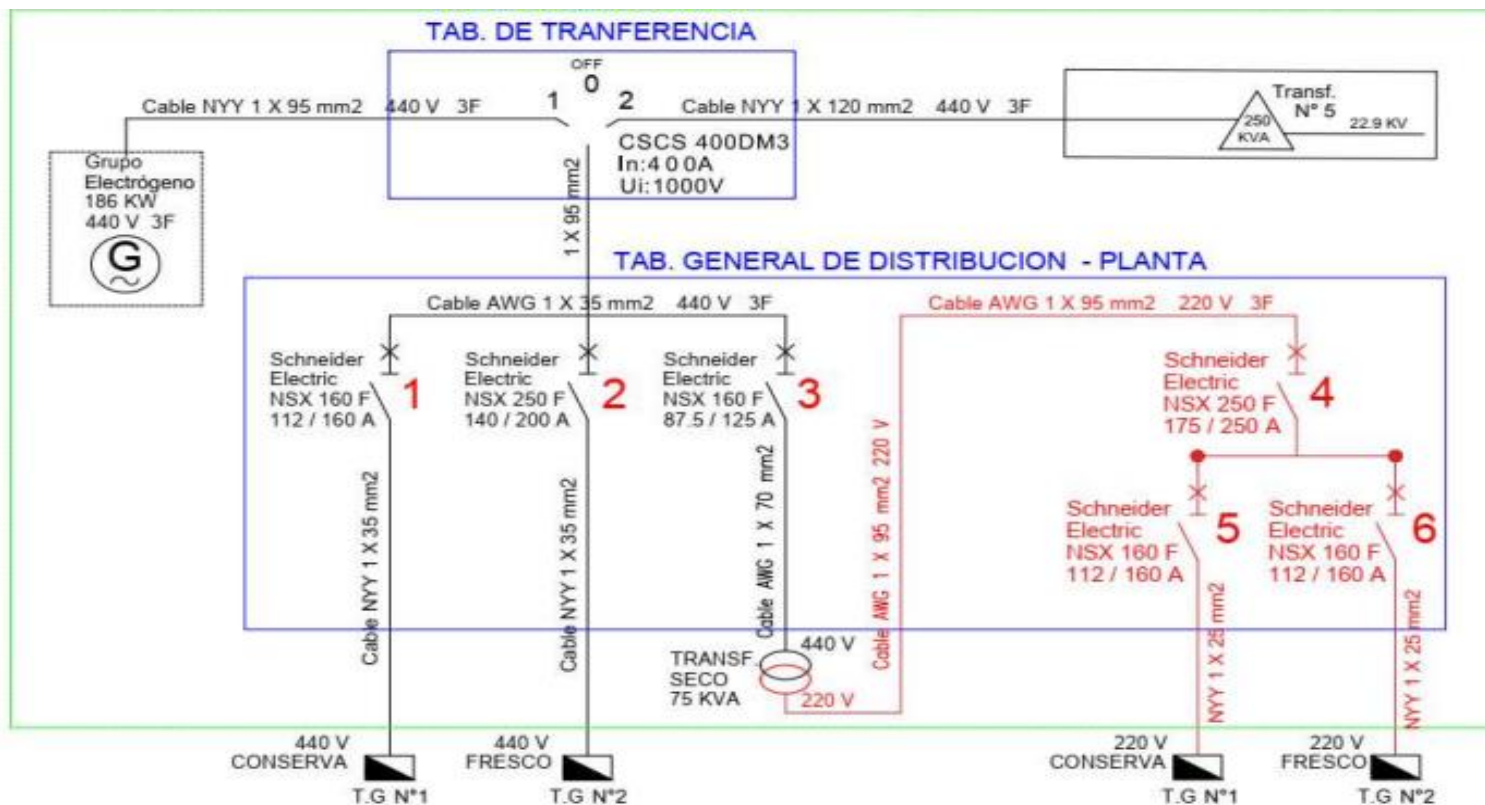 TAB. DE TRANFERENCIA
OFF
0
1
2
Cable NYY 1 X 95 mm2 440 V 3F
Cable NYY 1 X 120 mm2 440 V 3F
CSCS 400DM3
In:400A
Ui:1000V
1 X 95 mm2
Transf.
N° 5
250
KVA
22.9 KV
Grupo
Electrógeno
186 KW
440 V 3F
G
TAB. GENERAL DE DISTRIBUCION - PLANTA
Cable AWG 1 X 35 mm2 440 V 3F
Cable AWG 1 X 95 mm2 220 V 3F
Schneider
Electric
NSX 160 F
112 / 160 A
1
Schneider
Electric
NSX 250 F
140 / 200 A
2
Schneider
Electric
NSX 160 F
87.5 / 125 A
3
Schneider
Electric
NSX 250 F
175 / 250 A
4
Schneider
Electric
NSX 160 F
112 / 160 A
5
Schneider
Electric
NSX 160 F
112 / 160 A
6
Cable NYY 1 X 35 mm2
Cable NYY 1 X 35 mm2
Cable AWG 1 X 70 mm2
Cable AWG 1 X 95 mm2 220 V
NYY 1 X 25 mm2
NYY 1 X 25 mm2
440 V
TRANSF.
SECO
75 KVA
220 V
440 V
CONSERVA
T.G N°1
440 V
FRESCO
T.G N°2
220 V
CONSERVA
T.G N°1
220 V
FRESCO
T.G N°2